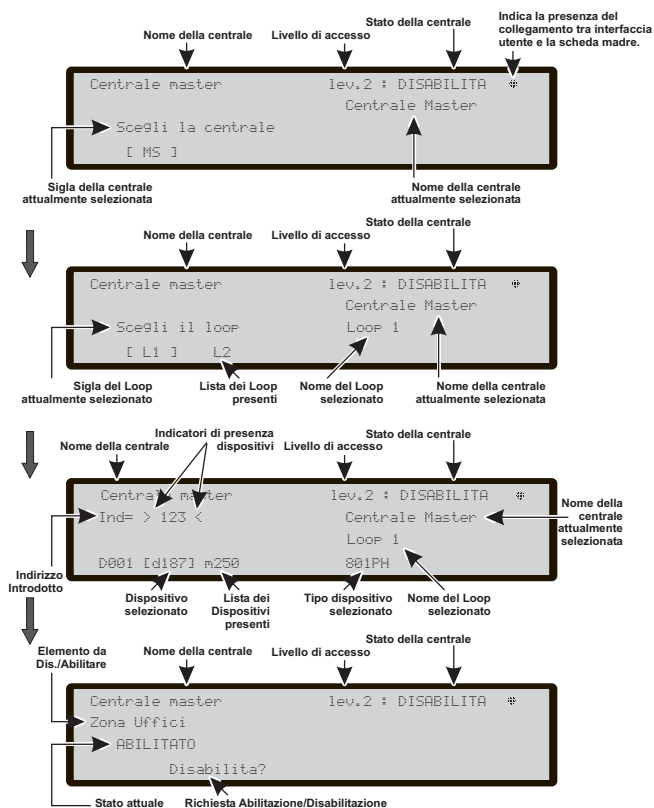 Nome della centrale
Livello di accesso
Stato della centrale
Indica la presenza del
collegamento tra interfaccia
utente e la scheda madre.
Centrale master
lev.2 : DISABILITA
Centrale Master
Scegli la centrale
[ MS ]
Sigla della centrale
attualmente selezionata
Nome della centrale
attualmente selezionata
Nome della centrale
Livello di accesso
Stato della centrale
Centrale master
lev.2 : DISABILITA
Centrale Master
Scegli il loop
Loop 1
[ L1 ] L2
Sigla del Loop
attualmente selezionato
Lista dei Loop
presenti
Nome del Loop
selezionato
Nome della centrale
attualmente selezionata
Nome della centrale
Indicatori di presenza
dispositivi
Livello di accesso
Stato della centrale
Centrale master
lev.2 : DISABILITA
Ind= > 123 <
Centrale Master
Loop 1
D001 [d187] m250
801PH
Nome della
centrale
attualmente
selezionata
Indirizzo
Introdotto
Dispositivo
selezionato
Lista dei
Dispositivi
presenti
Tipo dispositivo
selezionato
Nome del Loop
selezionato
Elemento da
Dis./Abilitare
Nome della centrale
Livello di accesso
Stato della centrale
Centrale master
lev.2 : DISABILITA
Zona Uffici
ABILITATO
Disabilita?
Stato attuale
Richiesta Abilitazione/Disabilitazione